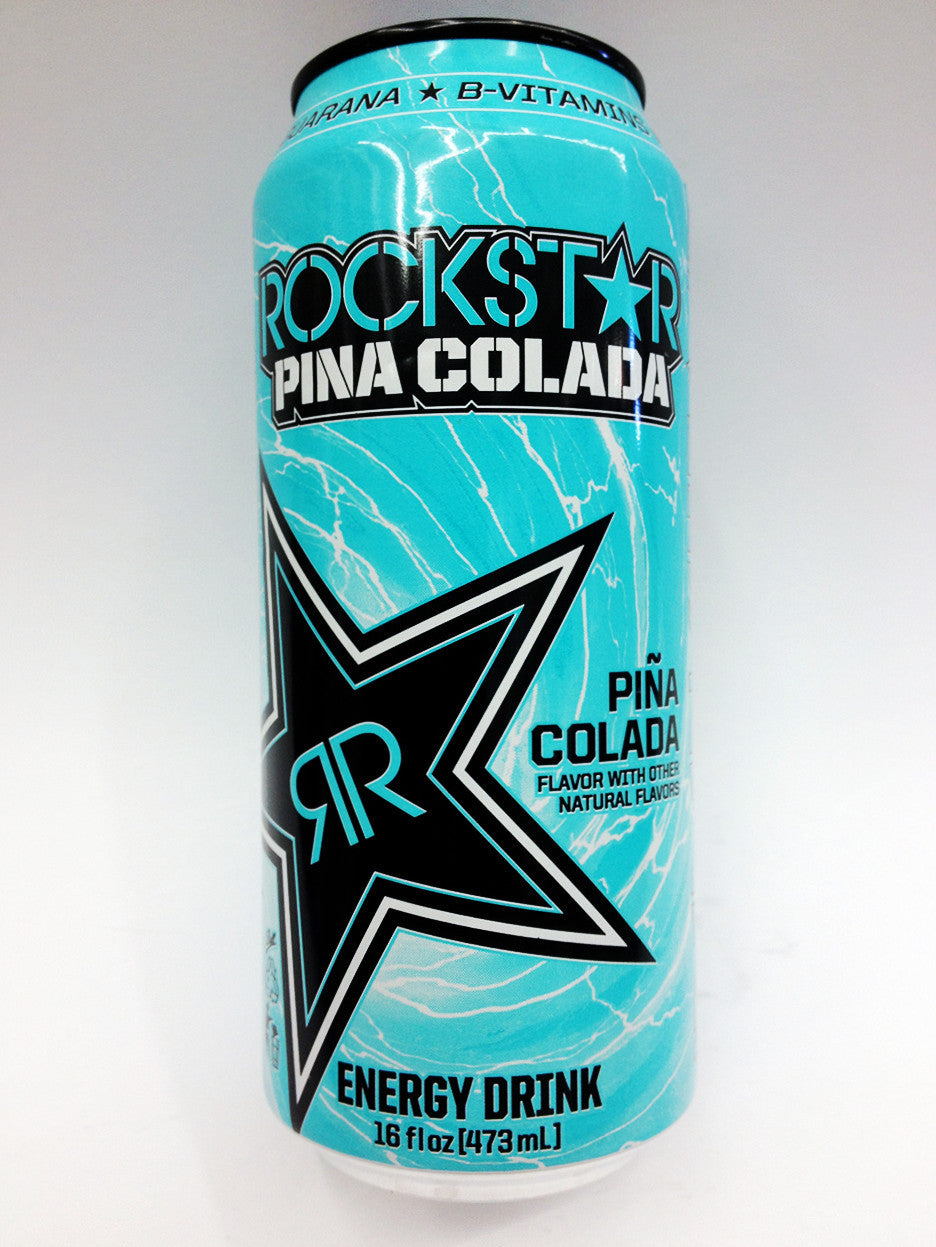 GUARANA ★ B-VITAMINS
ROCKSTAR
PINA COLADA
PIÑA
COLADA
FLAVOR WITH OTHER
NATURAL FLAVORS
RR
ENERGY DRINK
16 fl oz [473 mL]